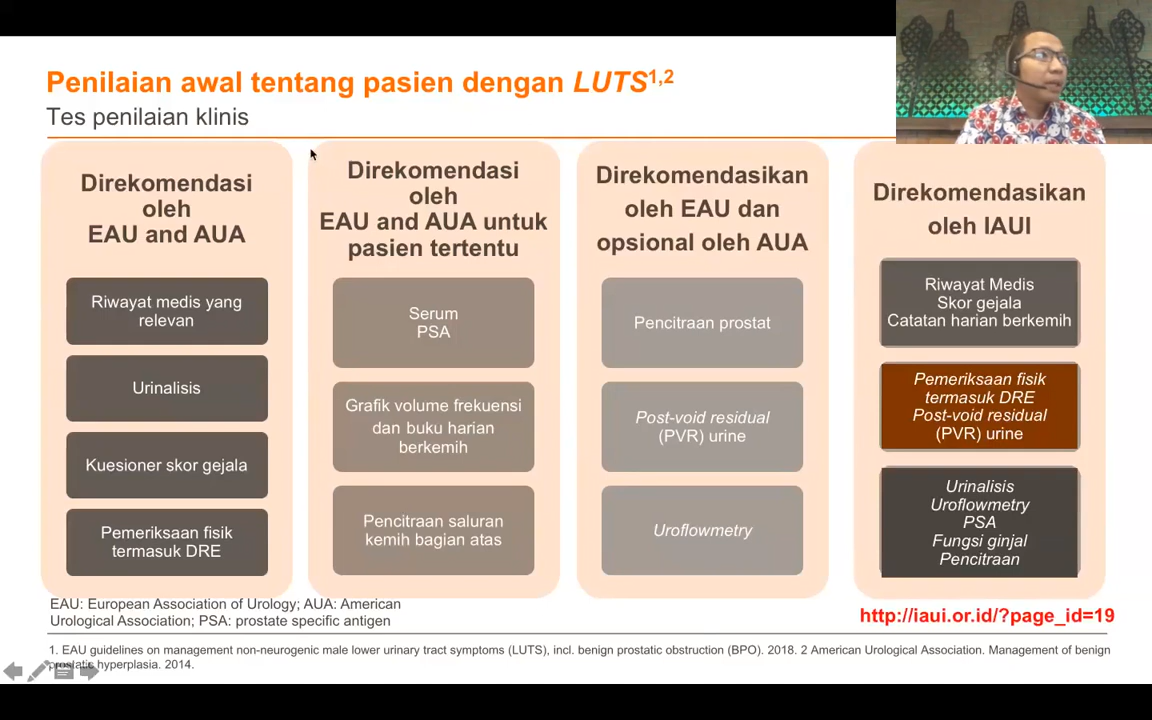 Penilaian awal tentang pasien dengan LUTS1,2
Tes penilaian klinis
Direkomendasi
oleh
EAU and AUA
Riwayat medis yang
relevan
Urinalisis
Kuesioner skor gejala
Pemeriksaan fisik
termasuk DRE
Direkomendasi
oleh
EAU and AUA untuk
pasien tertentu
Serum
PSA
Grafik volume frekuensi
dan buku harian
berkemih
Pencitraan saluran
kemih bagian atas
Direkomendasikan
oleh EAU dan
opsional oleh AUA
Pencitraan prostat
Post-void residual
(PVR) urine
Uroflowmetry
Direkomendasikan
oleh IAUI
Riwayat Medis
Skor gejala
Catatan harian berkemih
Pemeriksaan fisik
termasuk DRE
Post-void residual
(PVR) urine
Urinalisis
Uroflowmetry
PSA
Fungsi ginjal
Pencitraan
EAU: European Association of Urology; AUA: American
Urological Association; PSA: prostate specific antigen
http://iaui.or.id/?page_id=19
1. EAU guidelines on management non-neurogenic male lower urinary tract symptoms (LUTS), incl. benign prostatic obstruction (BPO). 2018. 2 American Urological Association. Management of benign
prostatic hyperplasia. 2014.